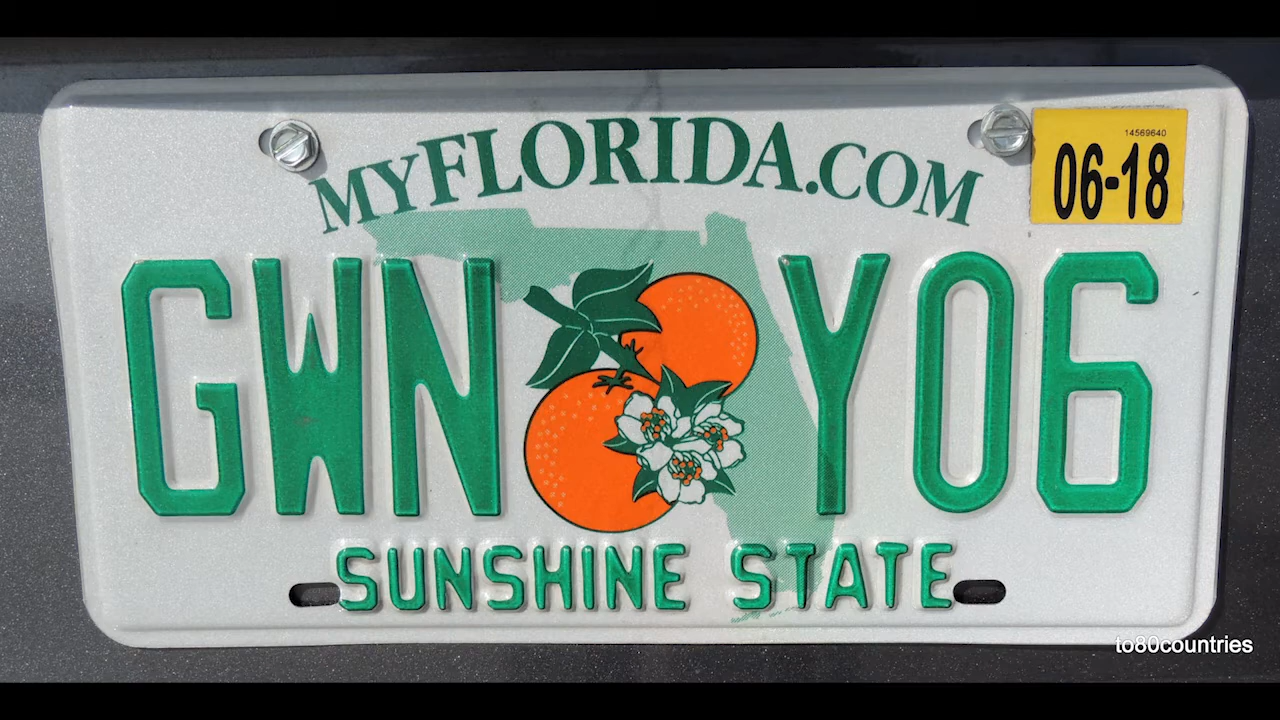 MYFLORIDA.COM
14569640
06-18
GWN Y06
SUNSHINE STATE
to80countries